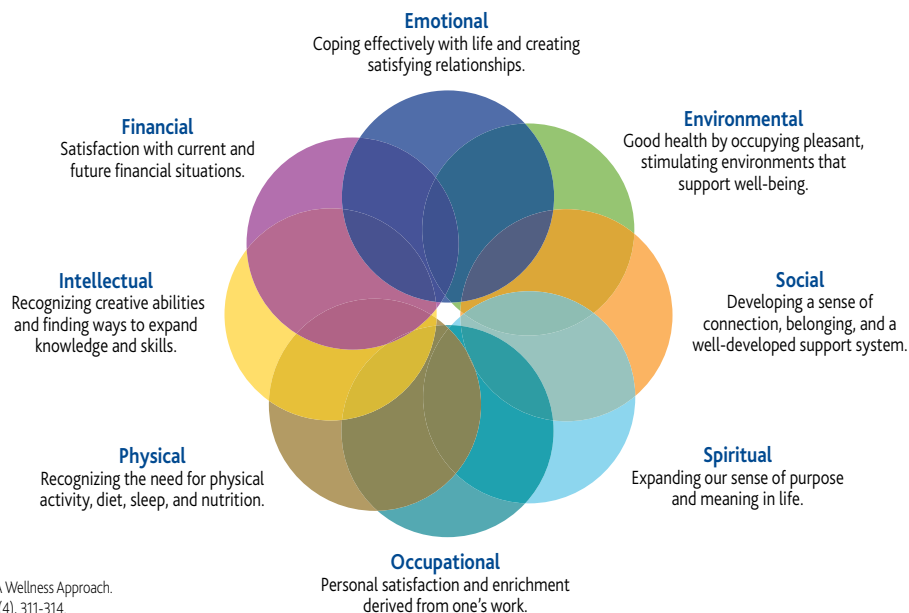 Emotional
Coping effectively with life and creating
satisfying relationships.
Environmental
Good health by occupying pleasant,
stimulating environments that
support well-being.
Social
Developing a sense of
connection, belonging, and a
well-developed support system.
Spiritual
Expanding our sense of purpose
and meaning in life.
Occupational
Personal satisfaction and enrichment
derived from one's work.
Physical
Recognizing the need for physical
activity, diet, sleep, and nutrition.
Intellectual
Recognizing creative abilities
and finding ways to expand
knowledge and skills.
Financial
Satisfaction with current and
future financial situations.
A Wellness Approach.
(4), 311-314.